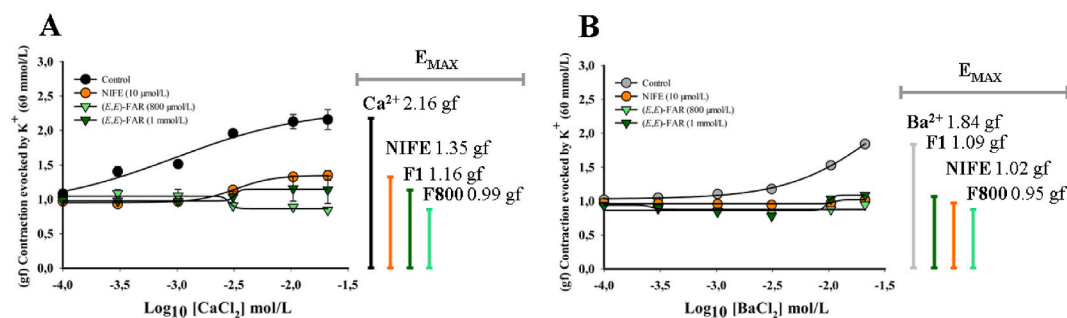 A
(gf) Contraction evocked by K⁺ (60 mmol/L)
3,0
2,5
2,0
1,5
1,0
0,5
0,0
Control
NIFE (10 µmol/L)
(E,E)-FAR (800 µmol/L)
(E,E)-FAR (1 mmol/L)
-4,0 -3,5 -3,0 -2,5 -2,0 -1,5
Log₁₀ [CaCl₂] mol/L
E_MAX
Ca²⁺ 2.16 gf
NIFE 1.35 gf
F1 1.16 gf
F800 0.99 gf
B
(gf) Contraction evocked by K⁺ (60 mmol/L)
3,0
2,5
2,0
1,5
1,0
0,5
0,0
Control
NIFE (10 µmol/L)
(E,E)-FAR (800 µmol/L)
(E,E)-FAR (1 mmol/L)
-4,0 -3,5 -3,0 -2,5 -2,0 -1,5
Log₁₀ [BaCl₂] mol/L
E_MAX
Ba²⁺ 1.84 gf
F1 1.09 gf
NIFE 1.02 gf
F800 0.95 gf